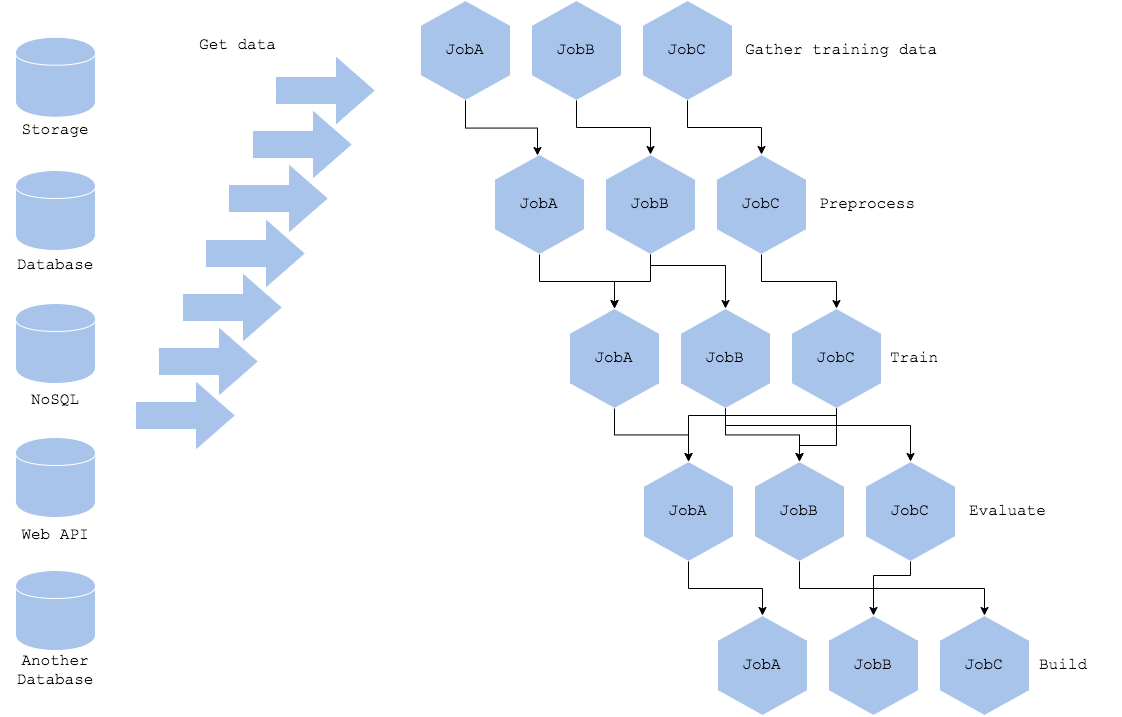 Get data
Storage
Database
NoSQL
Web API
Another
Database
JobA JobB JobC Gather training data
JobA JobB JobC Preprocess
JobA JobB JobC Train
JobA JobB JobC Evaluate
JobA JobB JobC Build